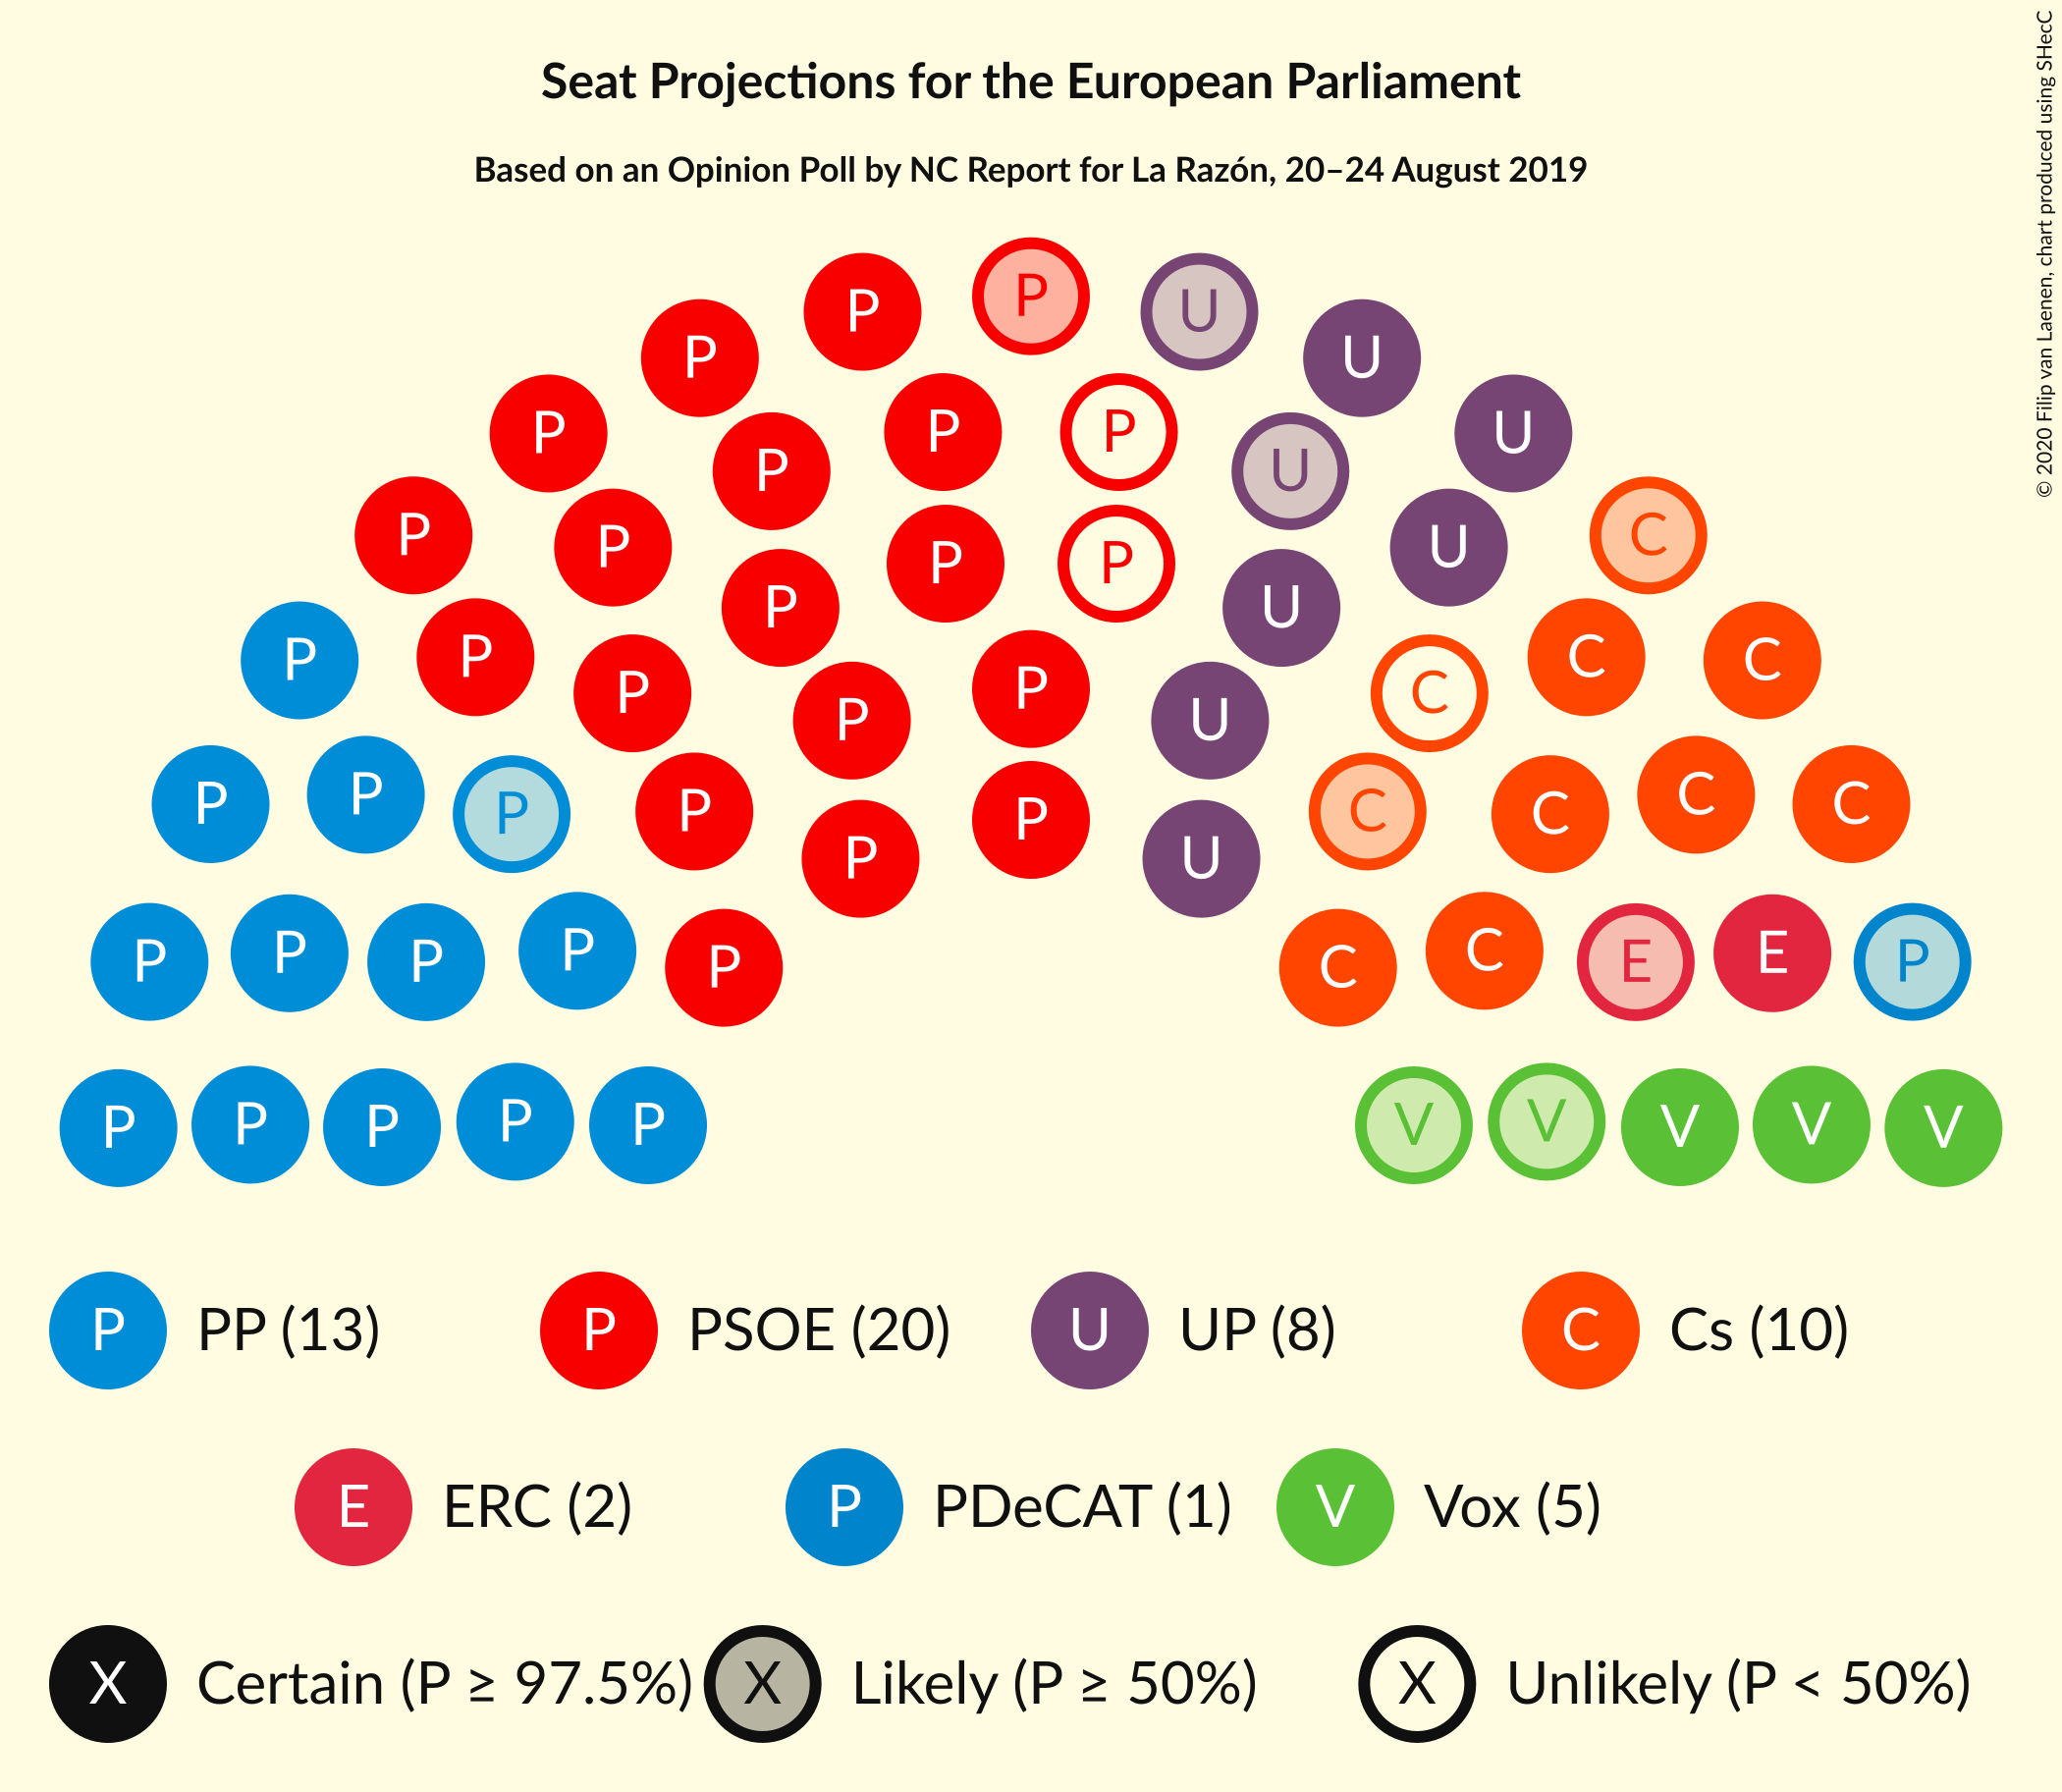 Seat Projections for the European Parliament
Based on an Opinion Poll by NC Report for La Razón, 20–24 August 2019
© 2020 Filip van Laenen, chart produced using SHecC
P
P P U
P U
P P P U
P U
P P P C
P P U
P P C C
P P C
P U
P P C
P P P C C C
P P C
P U
P P P P C C E E P
P C
P P P P P V V V V V
P PP (13) P PSOE (20) U UP (8) C Cs (10)
E ERC (2) P PDeCAT (1) V Vox (5)
X Certain (P ≥ 97.5%) X Likely (P ≥ 50%) X Unlikely (P < 50%)